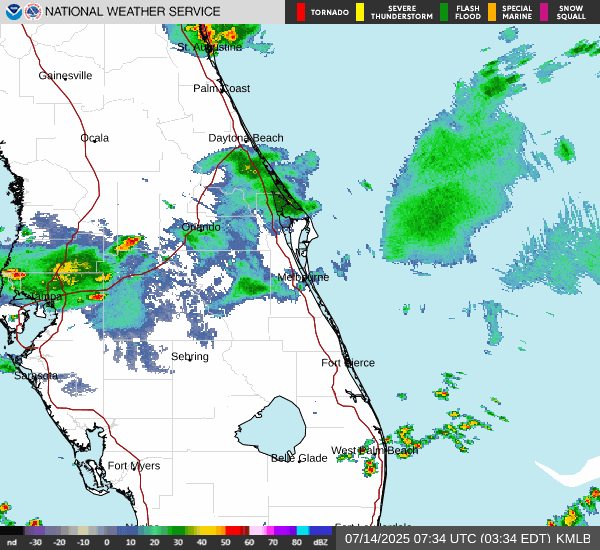 NATIONAL WEATHER SERVICE
TORNADO
SEVERE THUNDERSTORM
FLASH FLOOD
SPECIAL MARINE
SNOW SQUALL
St. Augustine
Gainesville
Palm Coast
Ocala
Daytona Beach
Orlando
Melbourne
Tampa
Sebring
Fort Pierce
Sarasota
West Palm Beach
Belle Glade
Fort Myers
Fort Lauderdale
nd -30 -20 -10 0 10 20 30 40 50 60 70 80 dBZ
07/14/2025 07:34 UTC (03:34 EDT) KMLB